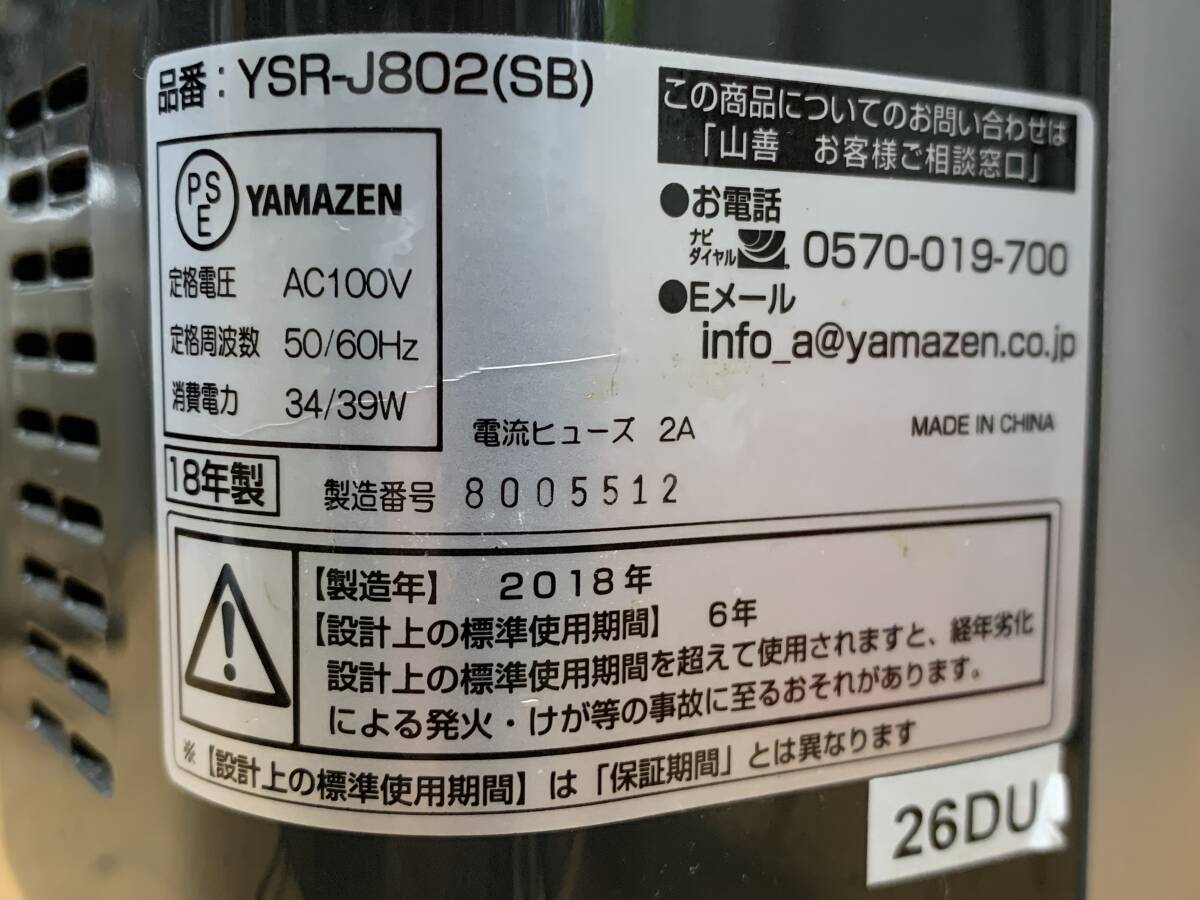 品番：YSR-J802(SB)
PSE YAMAZEN
定格電圧 AC100V
定格周波数 50/60Hz
消費電力 34/39W
18年製
この商品についてのお問い合わせは
「山善 お客様ご相談窓口」
●お電話
ナビダイヤル 0570-019-700
●Eメール
info_a@yamazen.co.jp
電流ヒューズ 2A
MADE IN CHINA
製造番号 8005512
【製造年】 2018年
【設計上の標準使用期間】 6年
設計上の標準使用期間を超えて使用されますと、経年劣化
による発火・けが等の事故に至るおそれがあります。
※【設計上の標準使用期間】は「保証期間」とは異なります
26DU